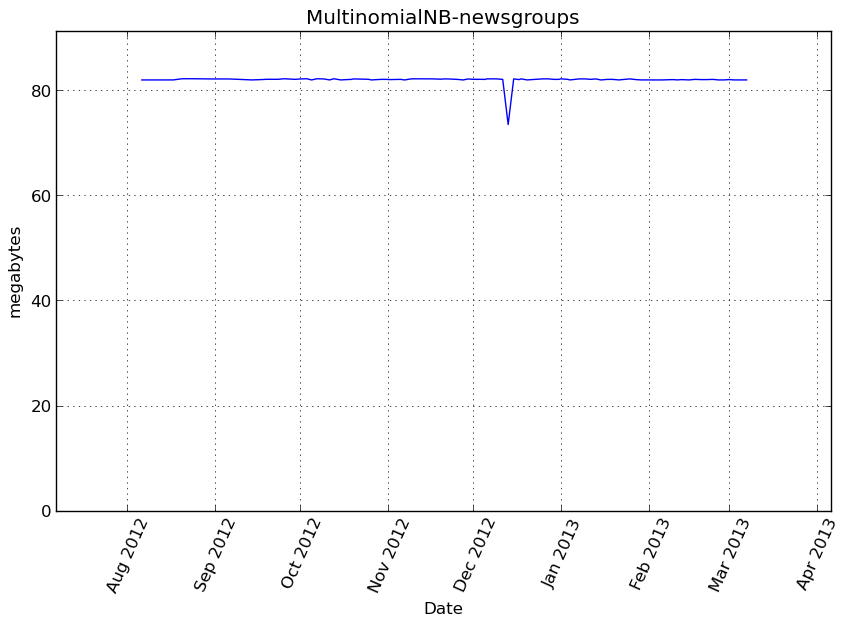 MultinomialNB-newsgroups
megabytes
80
60
40
20
0
Aug 2012
Sep 2012
Oct 2012
Nov 2012
Dec 2012
Jan 2013
Feb 2013
Mar 2013
Apr 2013
Date